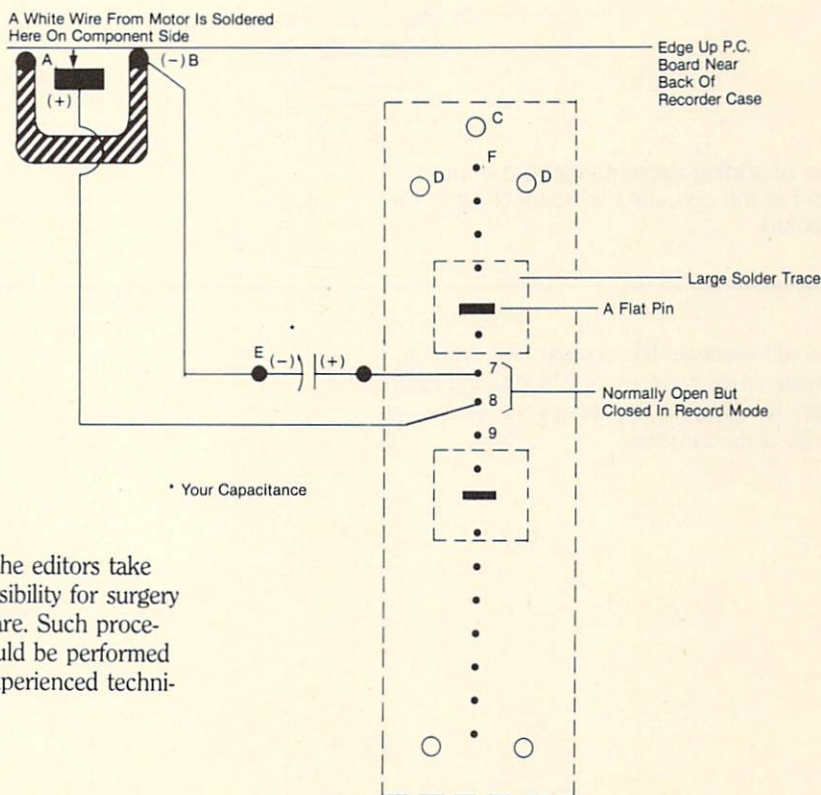 A White Wire From Motor Is Soldered
Here On Component Side
A
(-) B
(+)
Edge Up P.C.
Board Near
Back Of
Recorder Case
C
F
D
D
Large Solder Trace
A Flat Pin
E
(-)
*
(+)
7
8
9
Normally Open But
Closed In Record Mode
* Your Capacitance
he editors take
sibility for surgery
are. Such proce-
uld be performed
xperienced techni-